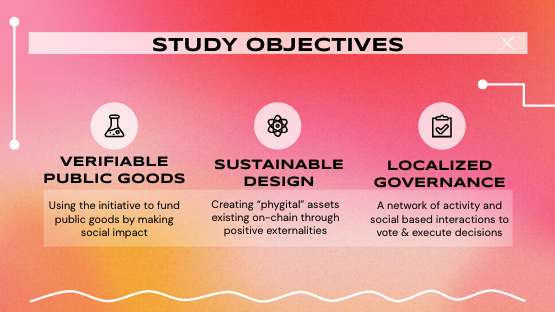 STUDY OBJECTIVES
VERIFIABLE
PUBLIC GOODS
Using the initiative to fund
public goods by making
social impact
SUSTAINABLE
DESIGN
Creating “phygital” assets
existing on-chain through
positive externalities
LOCALIZED
GOVERNANCE
A network of activity and
social based interactions to
vote & execute decisions